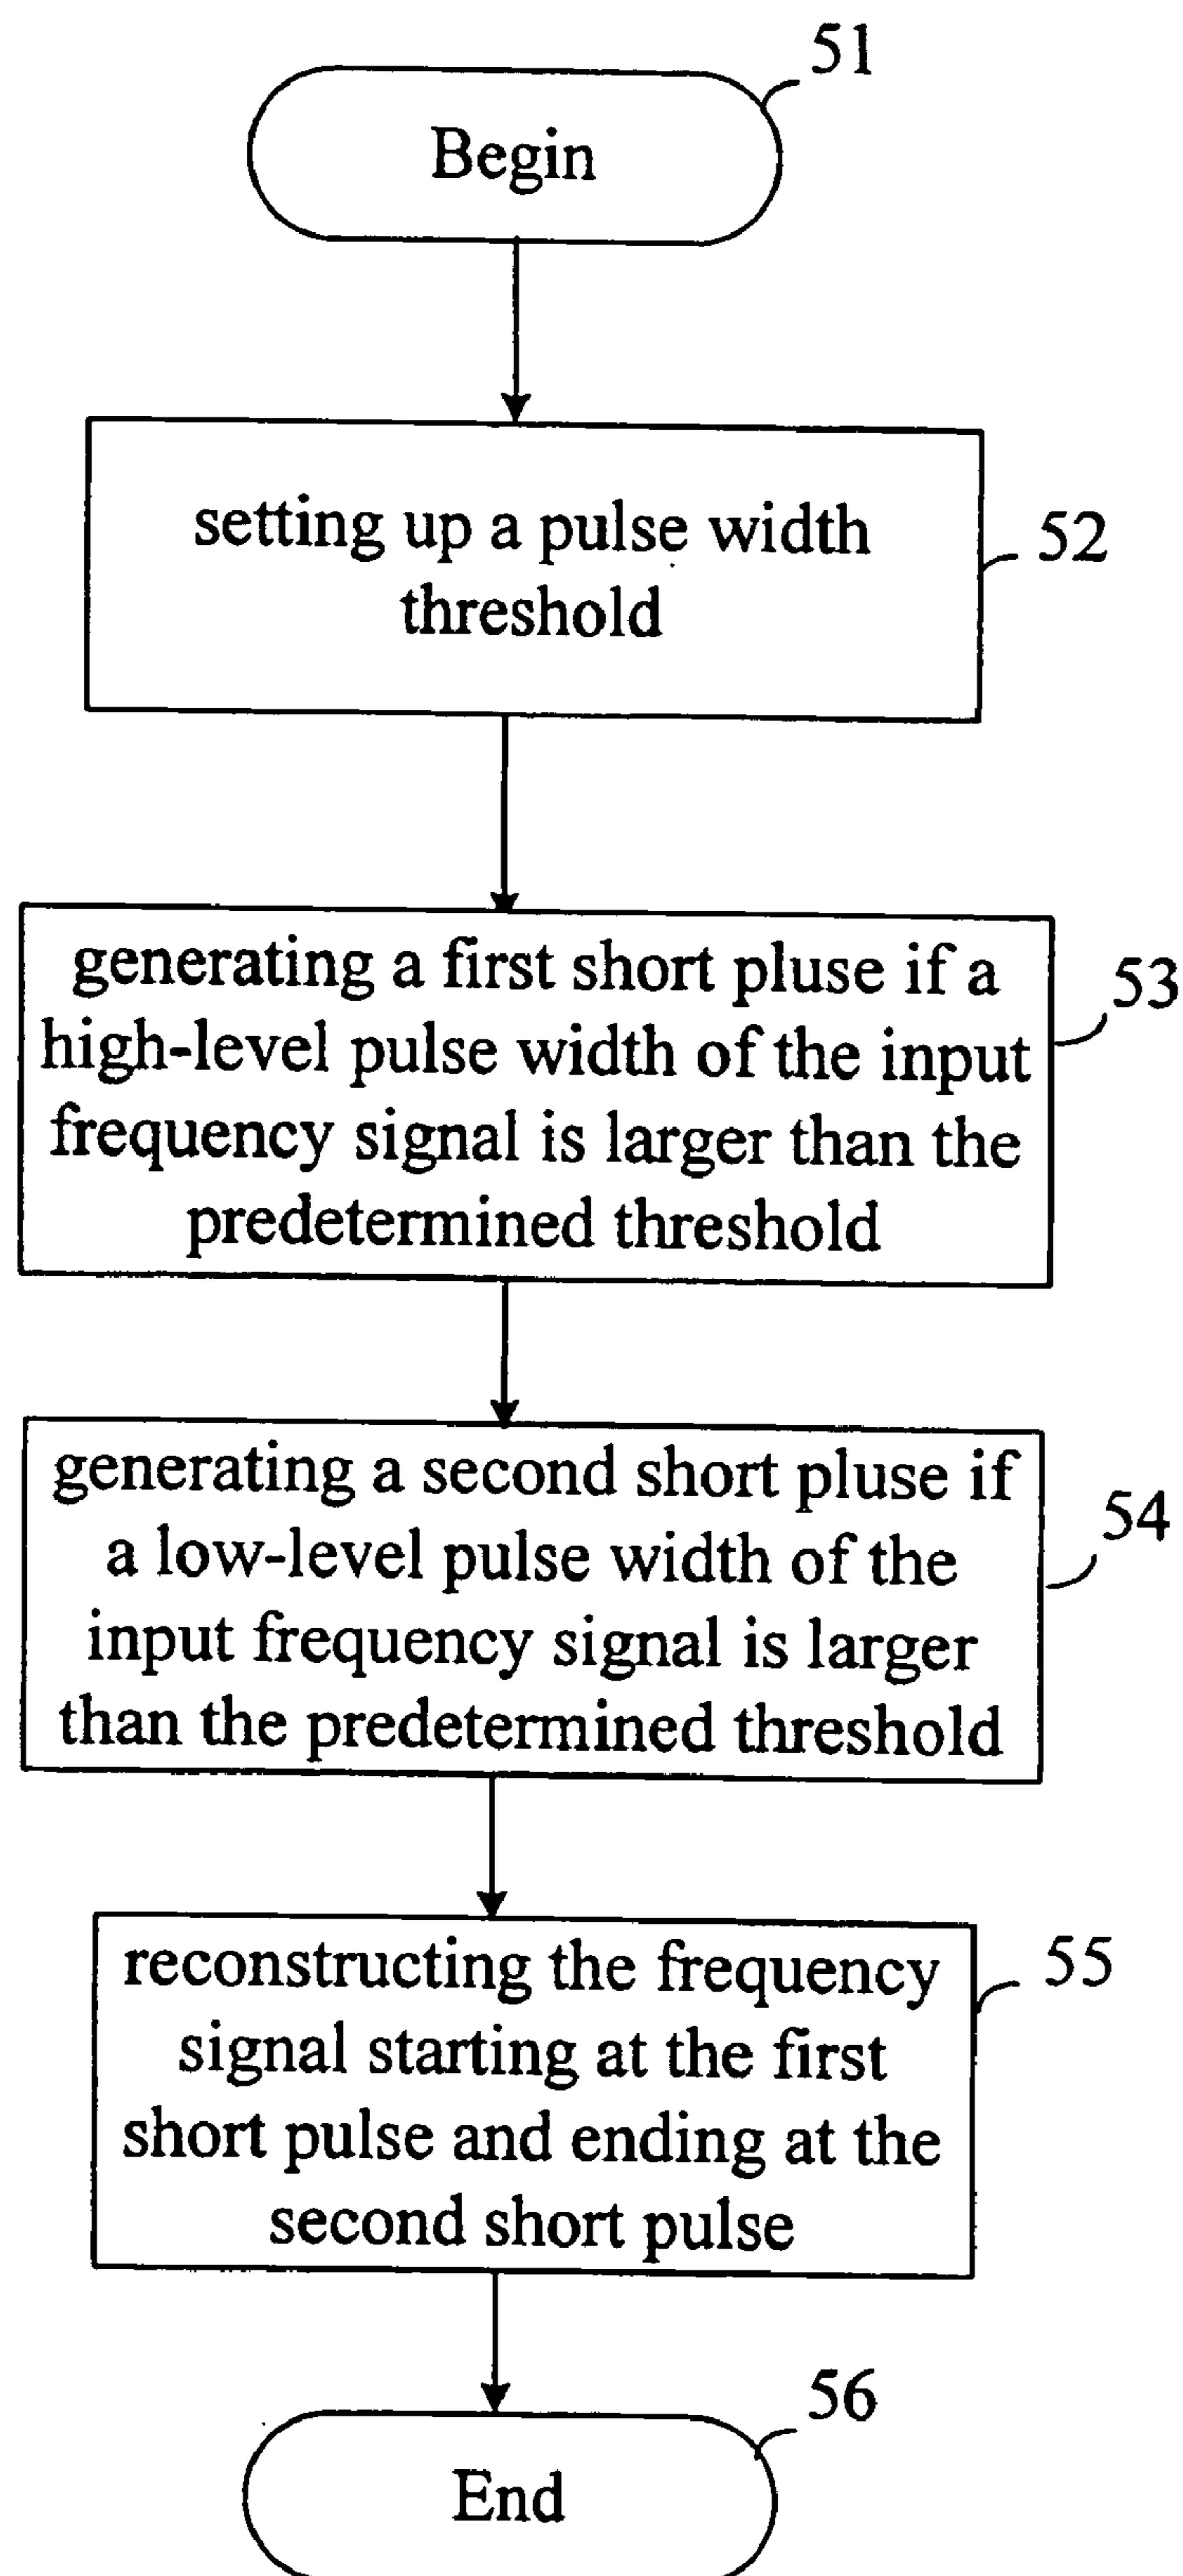 51
Begin
setting up a pulse width
threshold
52
generating a first short pluse if a
high-level pulse width of the input
frequency signal is larger than the
predetermined threshold
53
generating a second short pluse if
a low-level pulse width of the
input frequency signal is larger
than the predetermined threshold
54
reconstructing the frequency
signal starting at the first
short pulse and ending at the
second short pulse
55
56
End